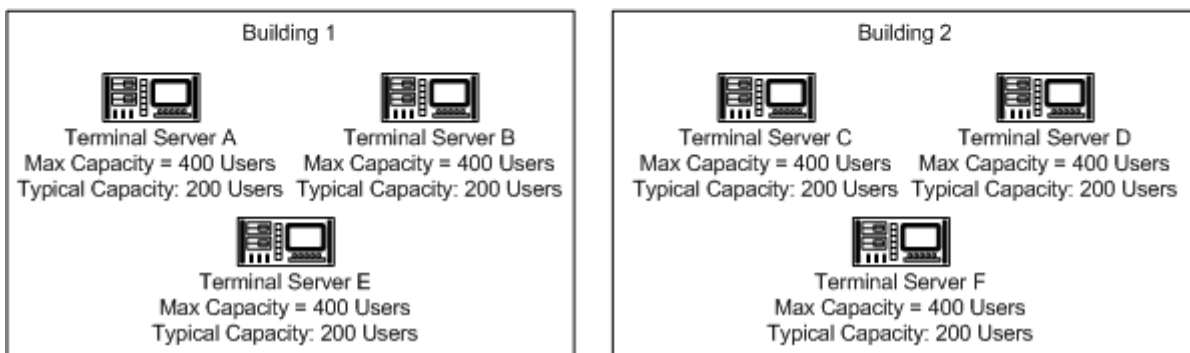 Building 1
Terminal Server A
Max Capacity = 400 Users
Typical Capacity: 200 Users
Terminal Server B
Max Capacity = 400 Users
Typical Capacity: 200 Users
Terminal Server E
Max Capacity = 400 Users
Typical Capacity: 200 Users
Building 2
Terminal Server C
Max Capacity = 400 Users
Typical Capacity: 200 Users
Terminal Server D
Max Capacity = 400 Users
Typical Capacity: 200 Users
Terminal Server F
Max Capacity = 400 Users
Typical Capacity: 200 Users